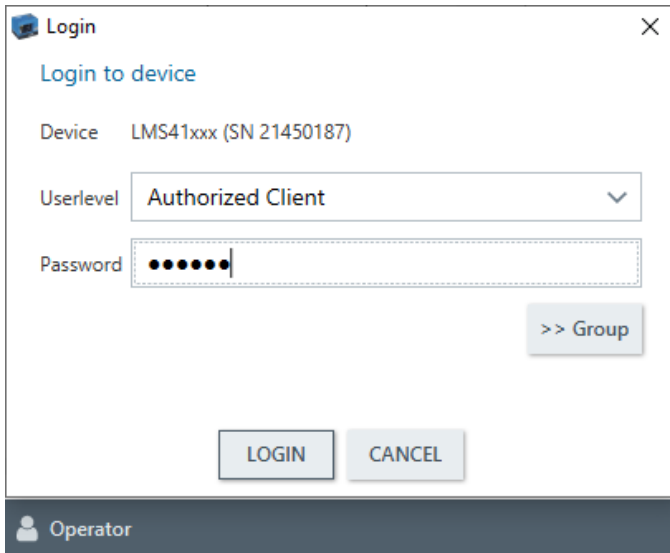 Login
Login to device
Device LMS41xxx (SN 21450187)
Userlevel Authorized Client
Password ●●●●●●
>> Group
LOGIN CANCEL
Operator